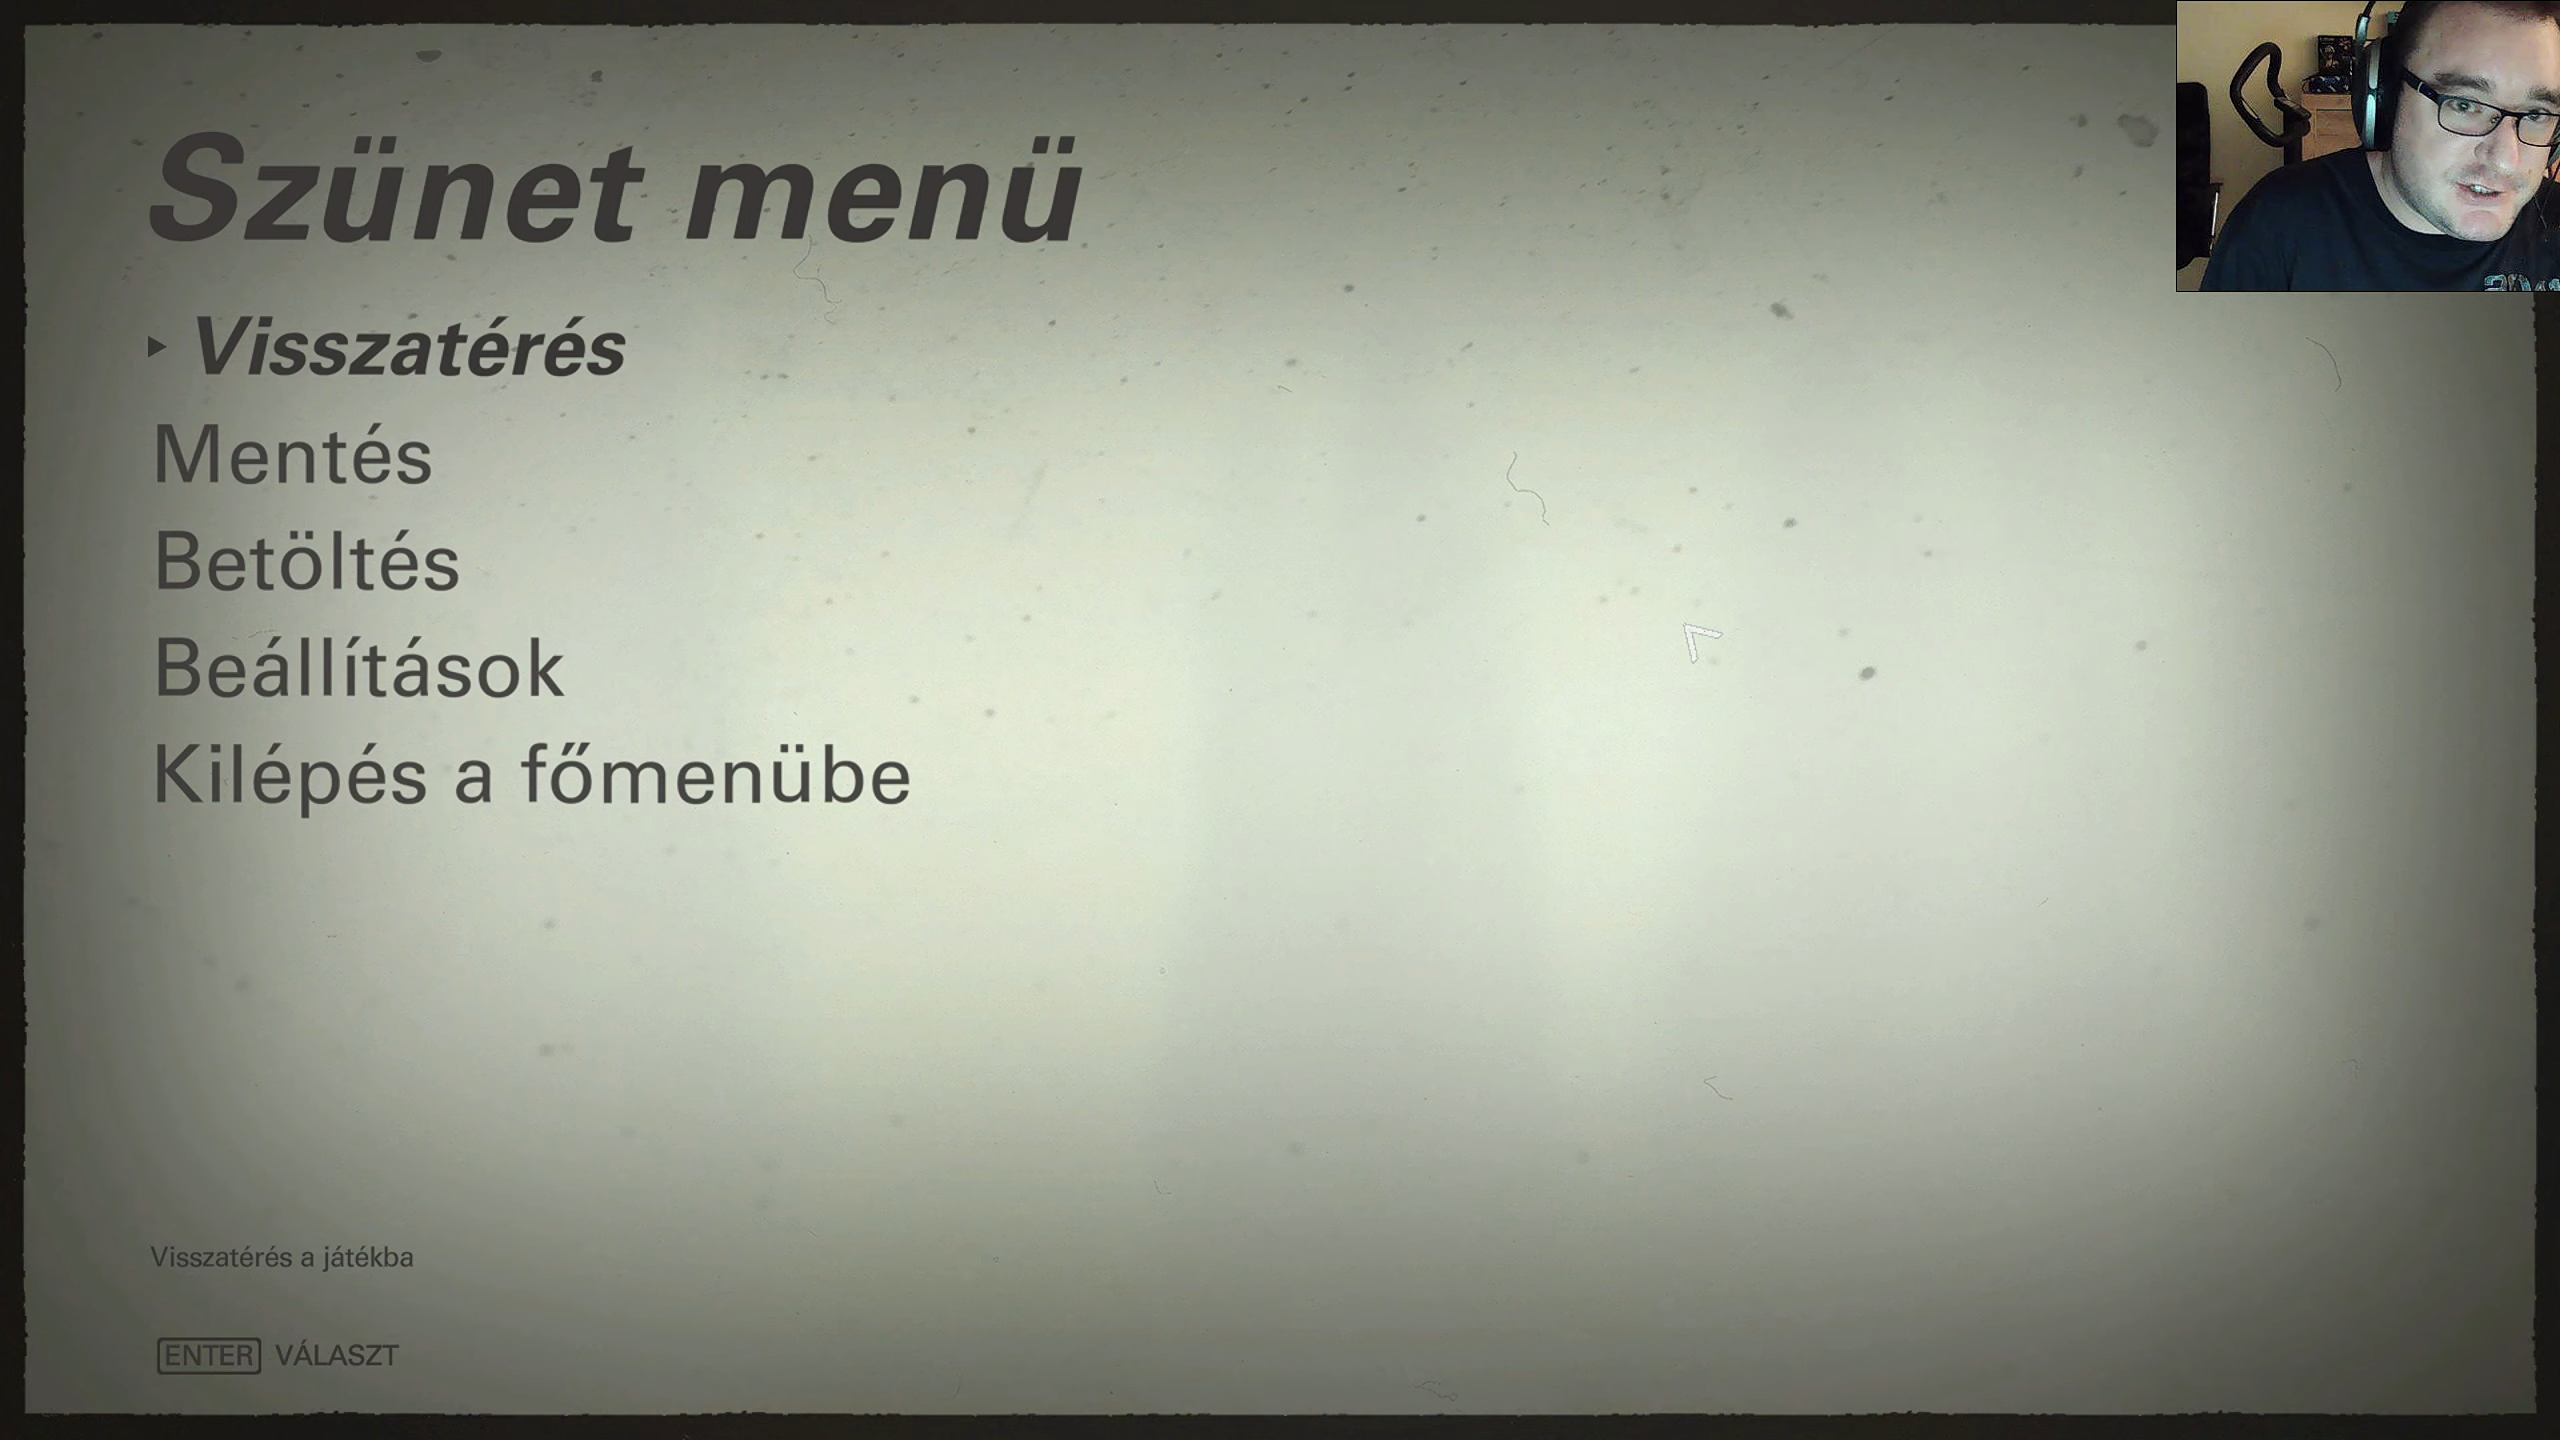 Szünet menü
Visszatérés
Mentés
Betöltés
Beállítások
Kilépés a főmenübe
Visszatérés a játékba
ENTER VÁLASZT